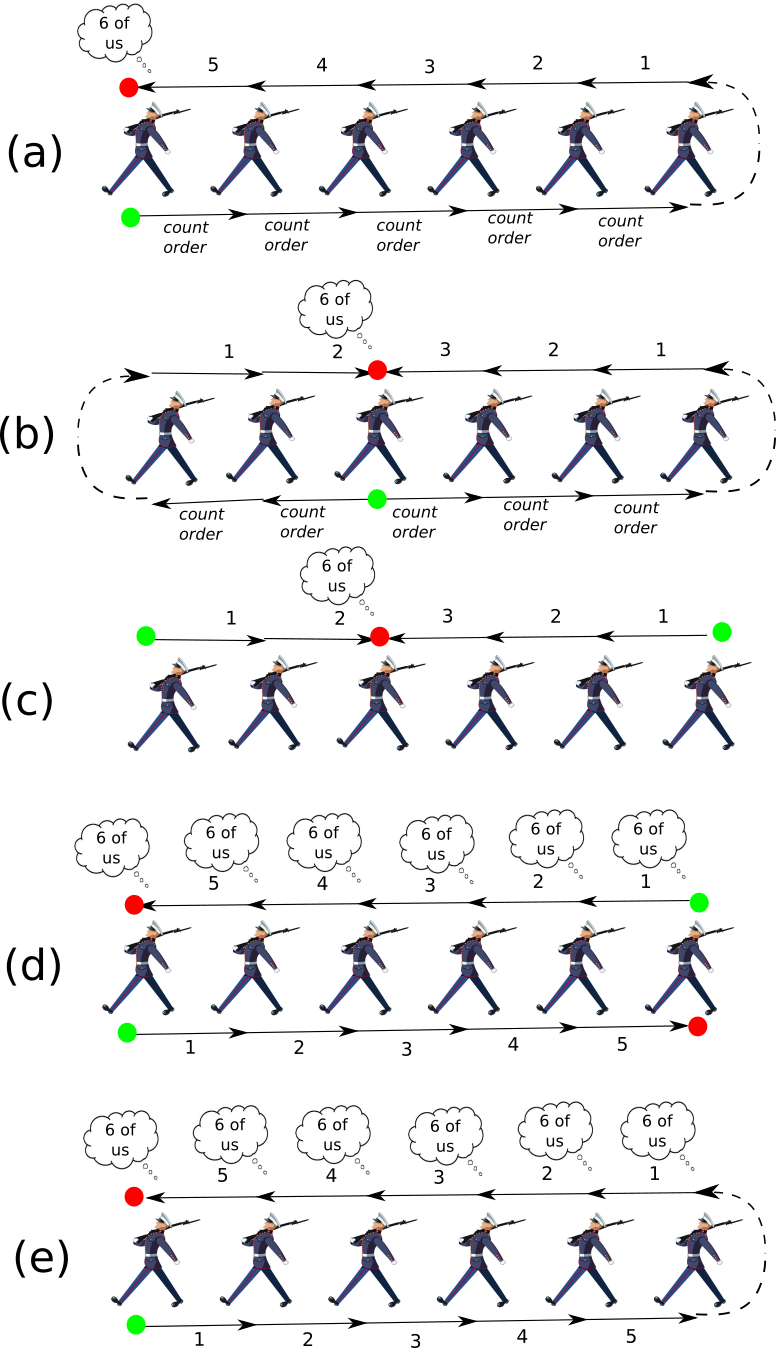 6 of
us
5 4 3 2 1
(a)
count count count count count
order order order order order
6 of
us
1 2 3 2 1
(b)
count count count count count
order order order order order
6 of
us
1 2 3 2 1
(c)
6 of 6 of 6 of 6 of 6 of 6 of
us us us us us us
5 4 3 2 1
(d)
1 2 3 4 5
6 of 6 of 6 of 6 of 6 of 6 of
us us us us us us
5 4 3 2 1
(e)
1 2 3 4 5